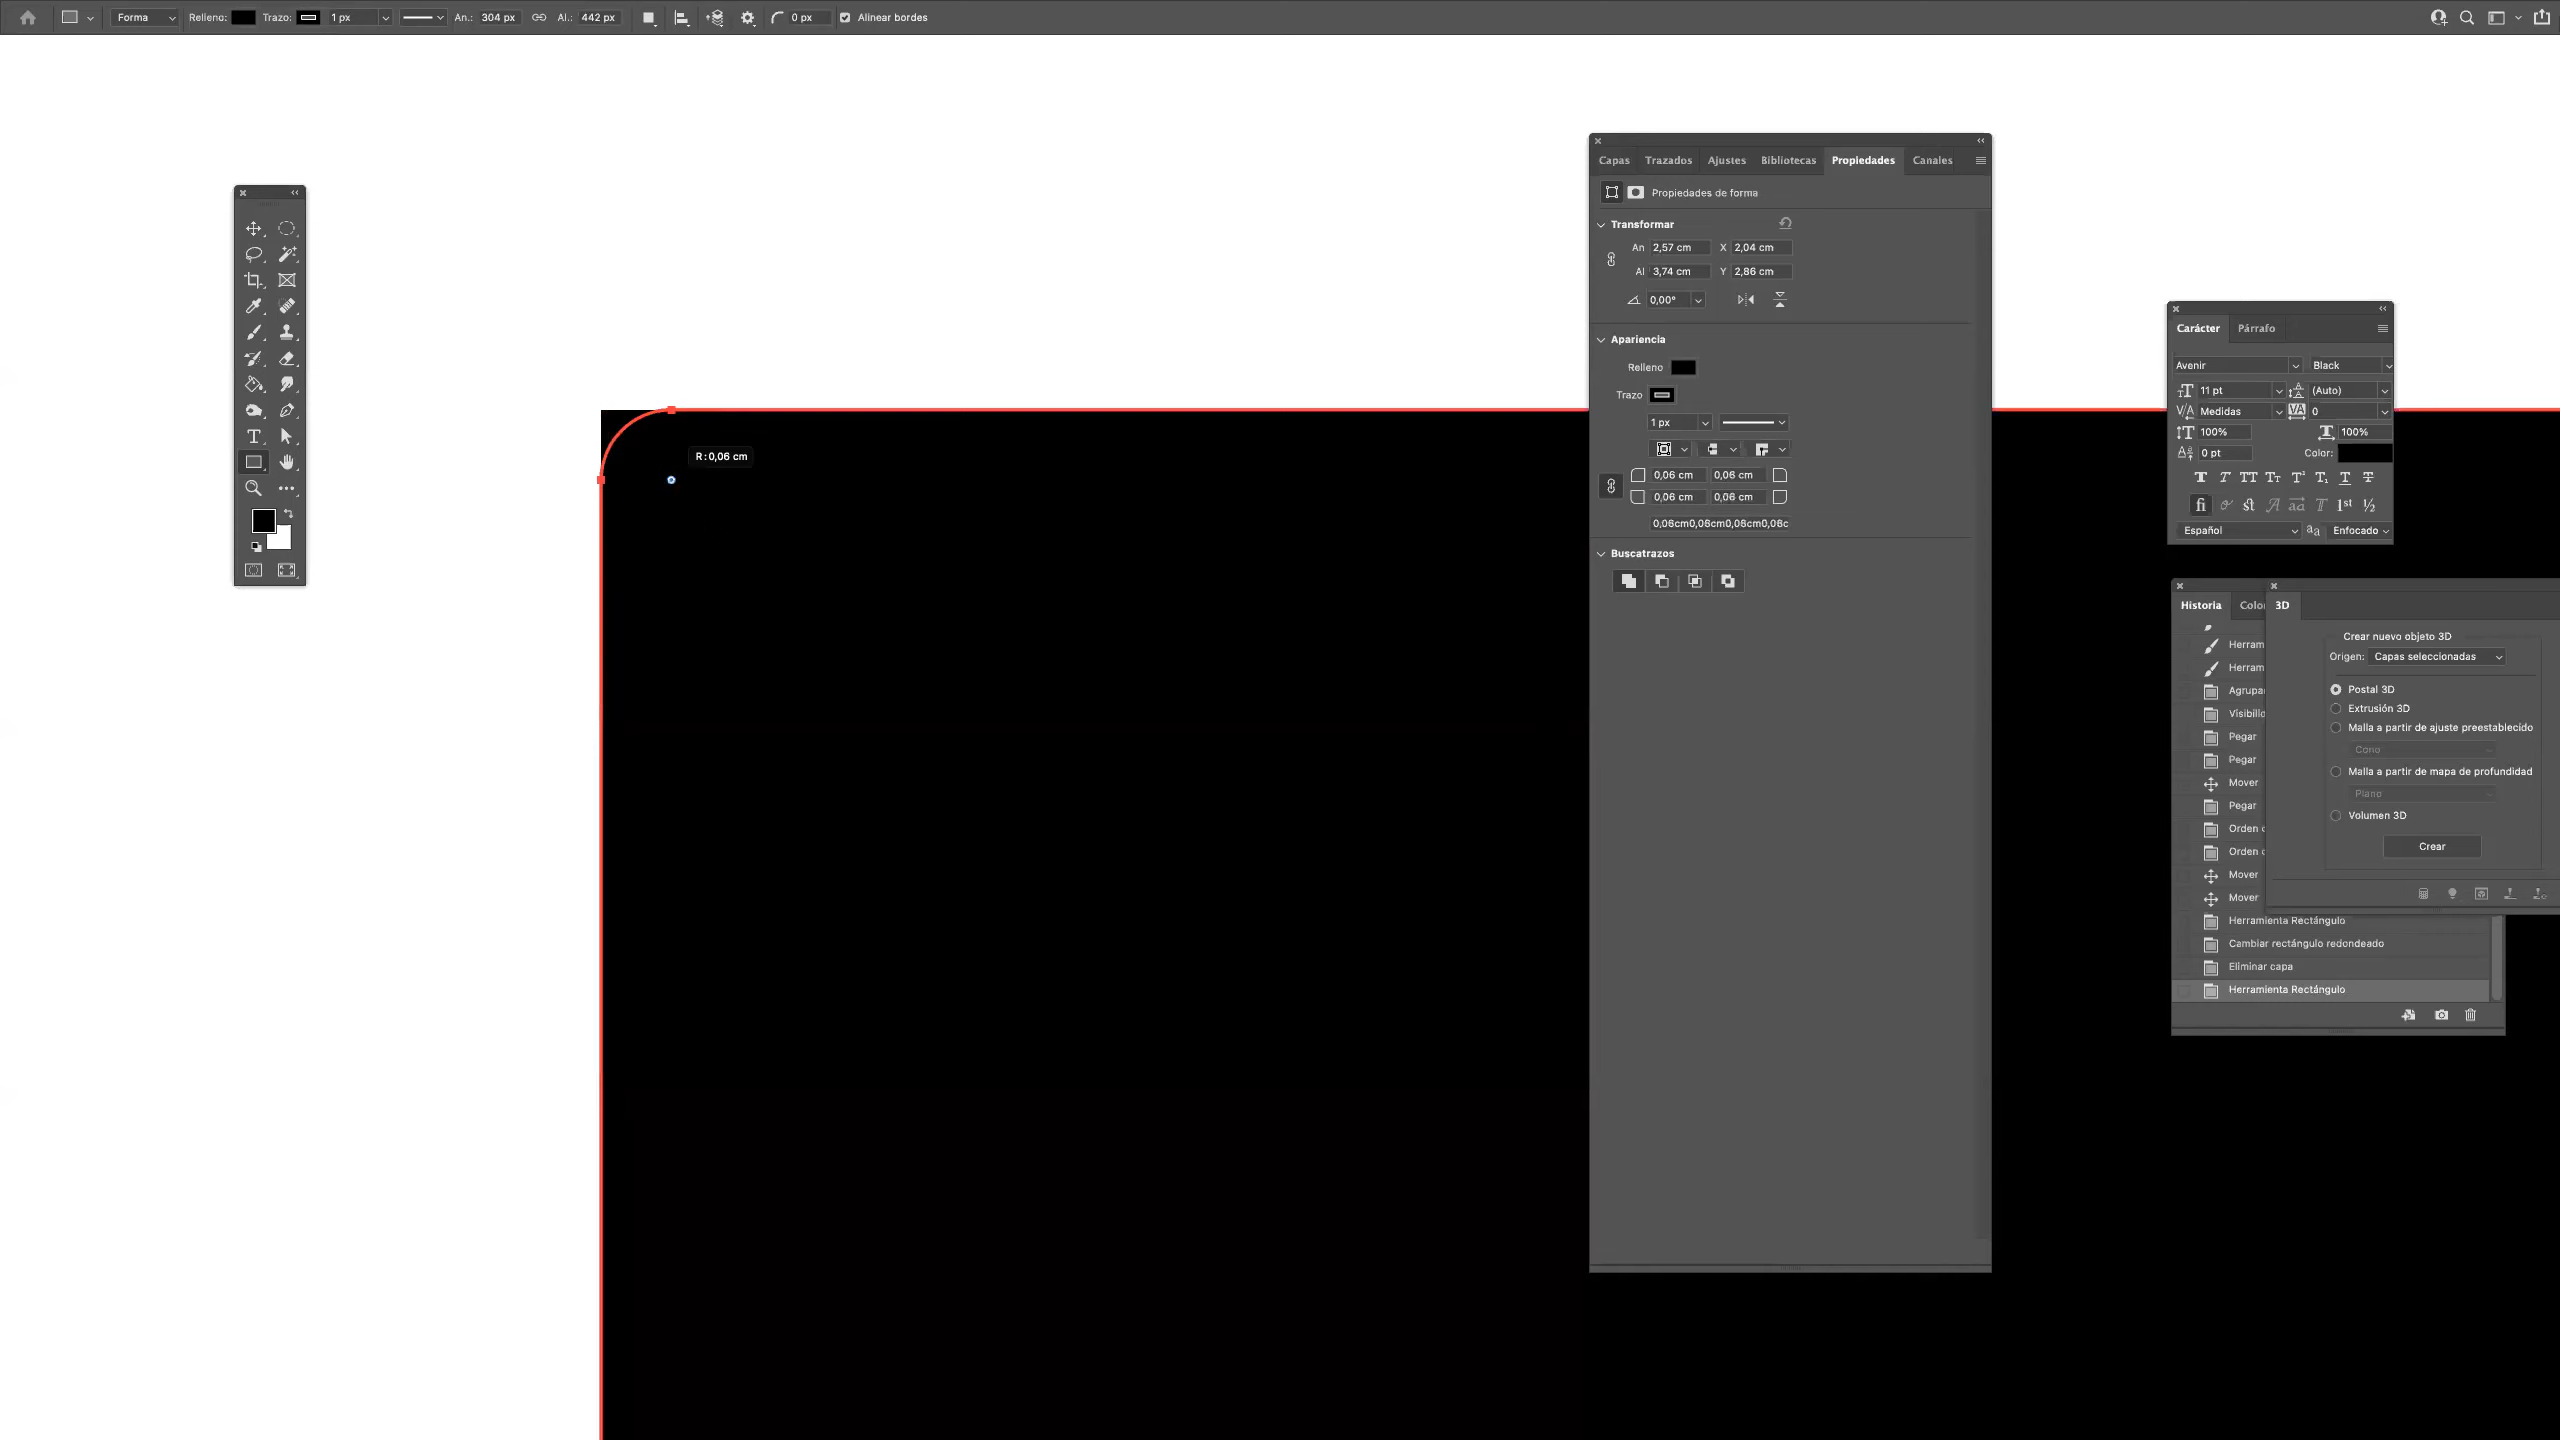 Forma Relleno: Trazo: 1 px An.: 304 px Al.: 442 px 0 px Alinear bordes
Capas Trazados Ajustes Bibliotecas Propiedades Canales
Propiedades de forma
Transformar
An 2,57 cm X 2,04 cm
Al 3,74 cm Y 2,86 cm
0,00°
Apariencia
Relleno
Trazo
1 px
0,06 cm 0,06 cm
0,06 cm 0,06 cm
0,06cm0,06cm0,06cm0,06c
Buscatrazos
R: 0,06 cm
Carácter Párrafo
Avenir Black
11 pt (Auto)
Medidas 0
100% 100%
0 pt Color:
Español Enfocado
Historia Colo
Herram
Herram
Agrupa
Visibilid
Pegar
Pegar
Mover
Pegar
Orden
Orden
Mover
Mover
Herramienta Rectángulo
Cambiar rectángulo redondeado
Eliminar capa
Herramienta Rectángulo
3D
Crear nuevo objeto 3D
Origen: Capas seleccionadas
Postal 3D
Extrusión 3D
Malla a partir de ajuste preestablecido
Cono
Malla a partir de mapa de profundidad
Plano
Volumen 3D
Crear